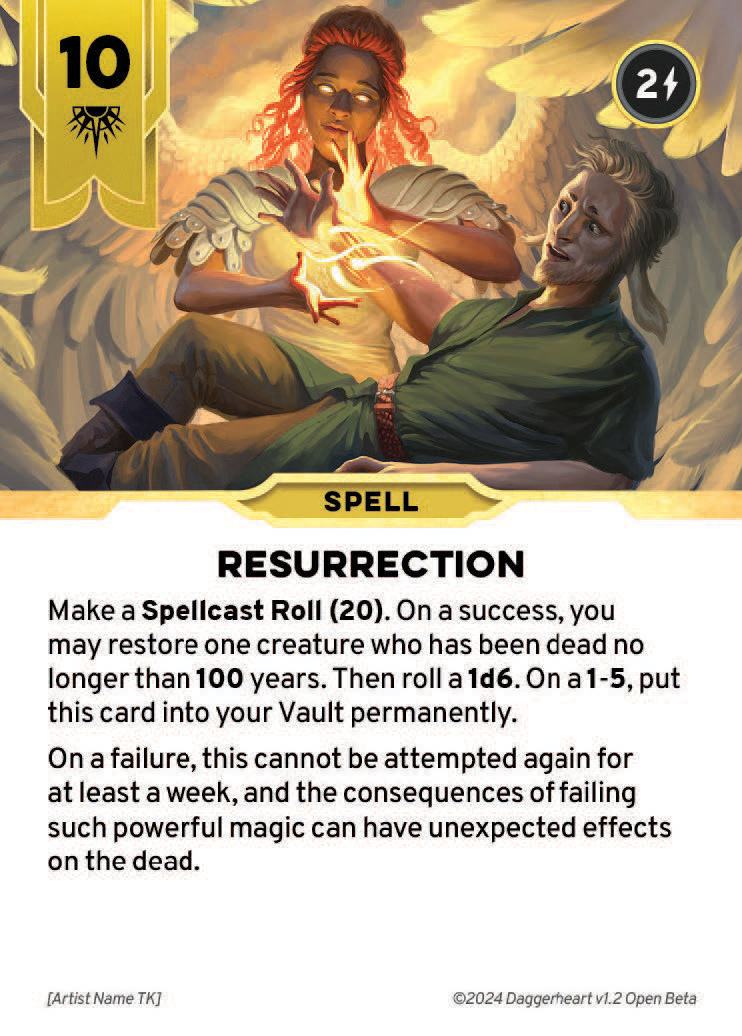 10
2
SPELL
RESURRECTION
Make a Spellcast Roll (20). On a success, you
may restore one creature who has been dead no
longer than 100 years. Then roll a 1d6. On a 1-5, put
this card into your Vault permanently.
On a failure, this cannot be attempted again for
at least a week, and the consequences of failing
such powerful magic can have unexpected effects
on the dead.
[Artist Name TK]
©2024 Daggerheart v1.2 Open Beta